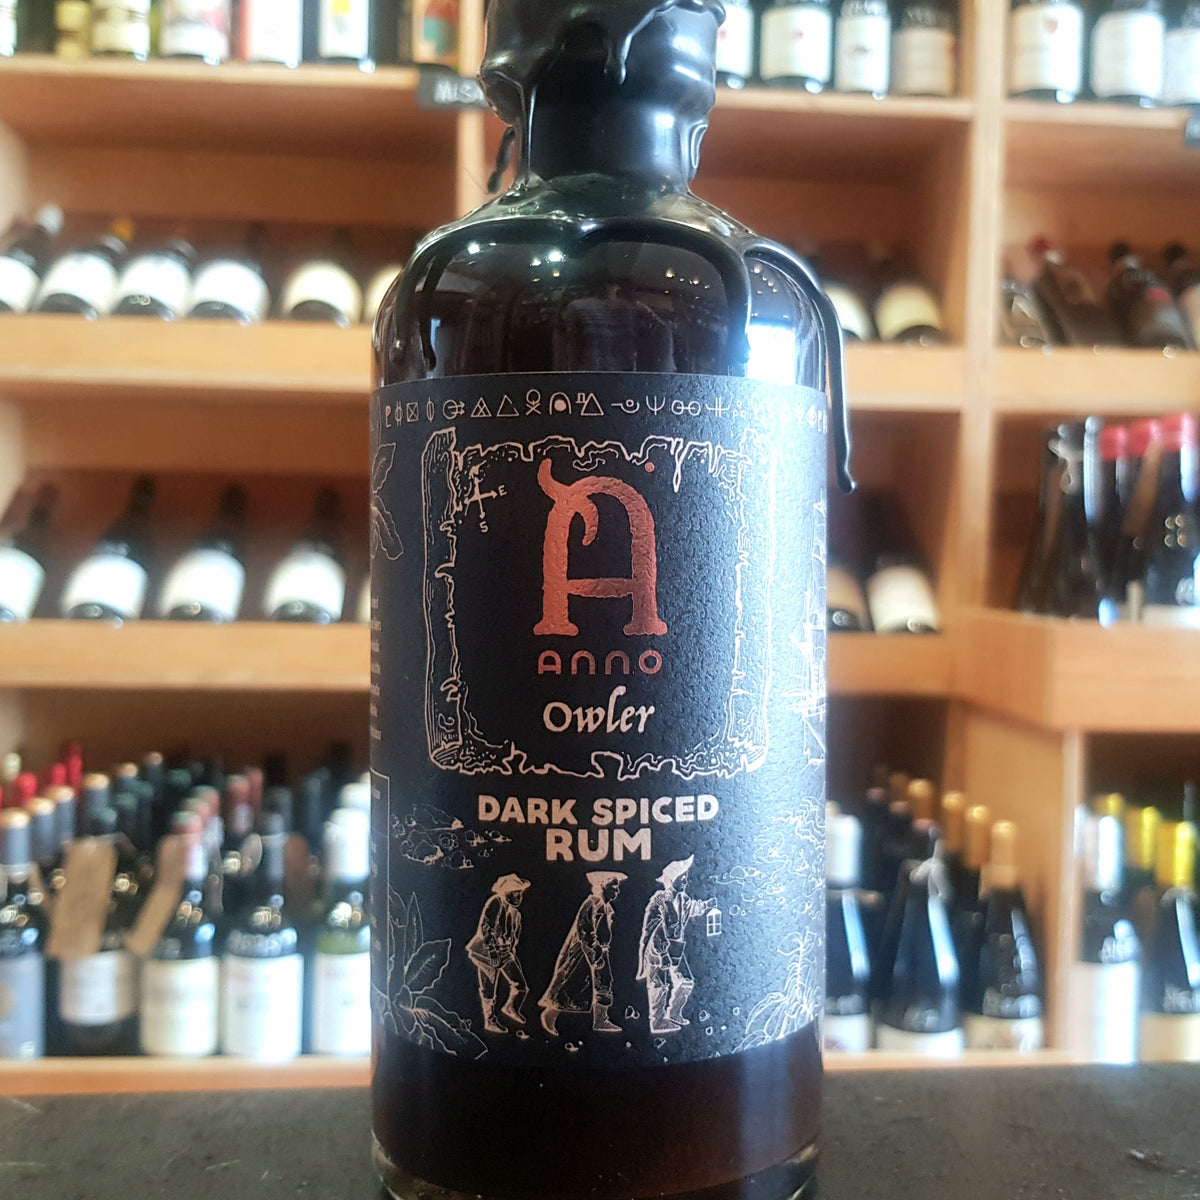 E
S
A
ANNO
Owler
DARK SPICED
RUM